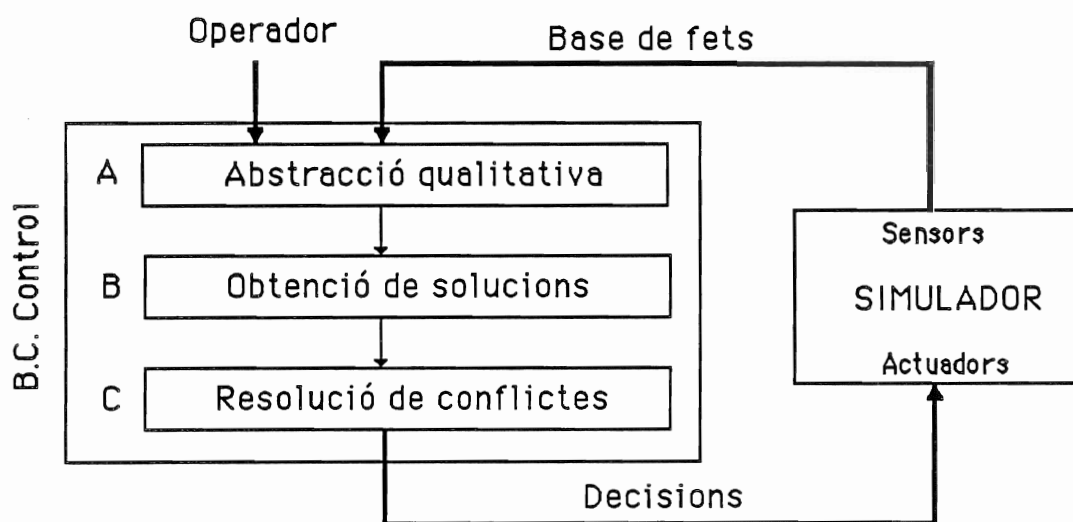 Operador
Base de fets
B.C. Control
A
Abstracció qualitativa
B
Obtenció de solucions
C
Resolució de conflictes
Sensors
SIMULADOR
Actuadors
Decisions